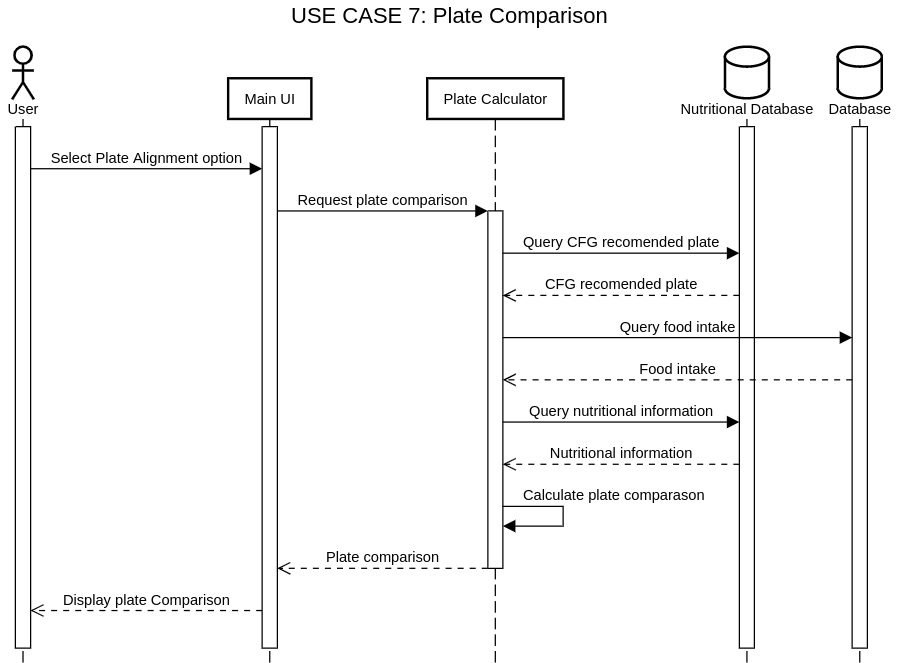 USE CASE 7: Plate Comparison
User
Main UI
Plate Calculator
Nutritional Database
Database
Select Plate Alignment option
Request plate comparison
Query CFG recomended plate
CFG recomended plate
Query food intake
Food intake
Query nutritional information
Nutritional information
Calculate plate comparason
Plate comparison
Display plate Comparison